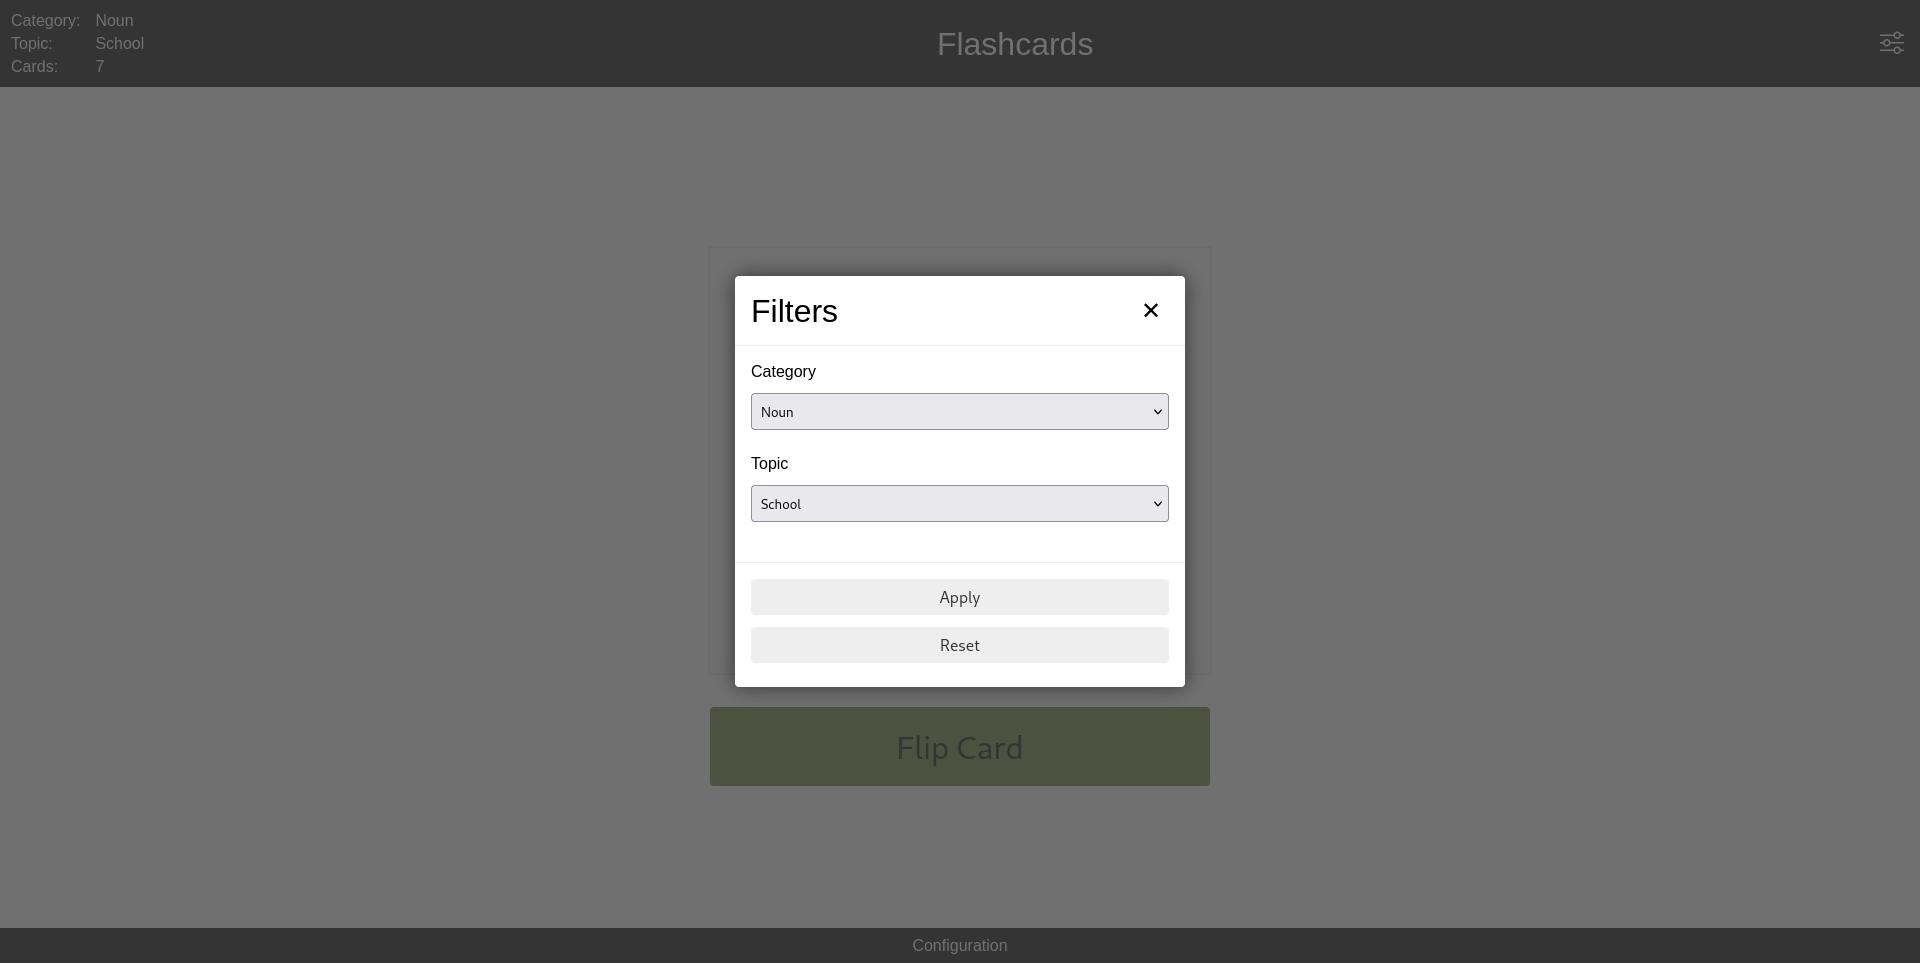 Category: Noun
Topic: School
Cards: 7
Flashcards
Filters
Category
Noun
Topic
School
Apply
Reset
Flip Card
Configuration